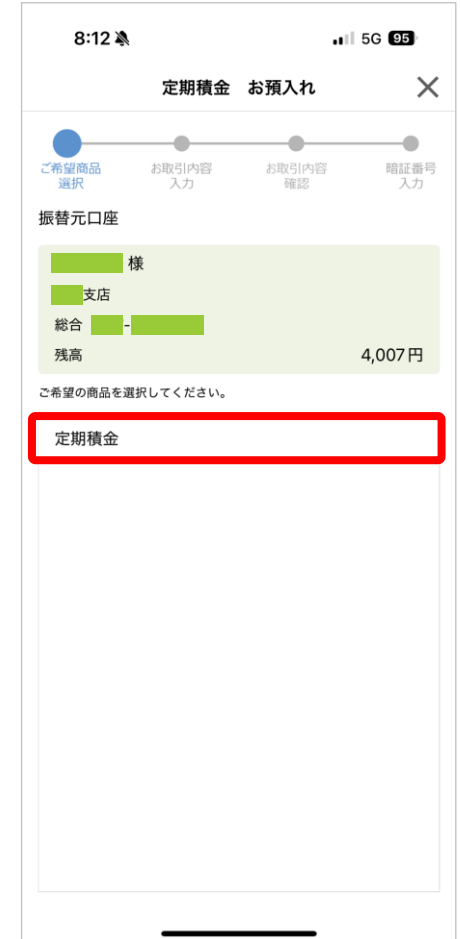 8:12 5G 95
定期積金 お預入れ
ご希望商品
選択
お取引内容
入力
お取引内容
確認
暗証番号
入力
振替元口座
様
支店
総合 -
残高 4,007円
ご希望の商品を選択してください。
定期積金